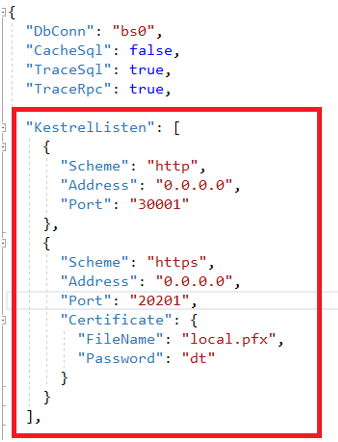 {
"DbConn": "bs0",
"CacheSql": false,
"TraceSql": true,
"TraceRpc": true,
"KestrelListen": [
{
"Scheme": "http",
"Address": "0.0.0.0",
"Port": "30001"
},
{
"Scheme": "https",
"Address": "0.0.0.0",
"Port": "20201",
"Certificate": {
"FileName": "local.pfx",
"Password": "dt"
}
}
],